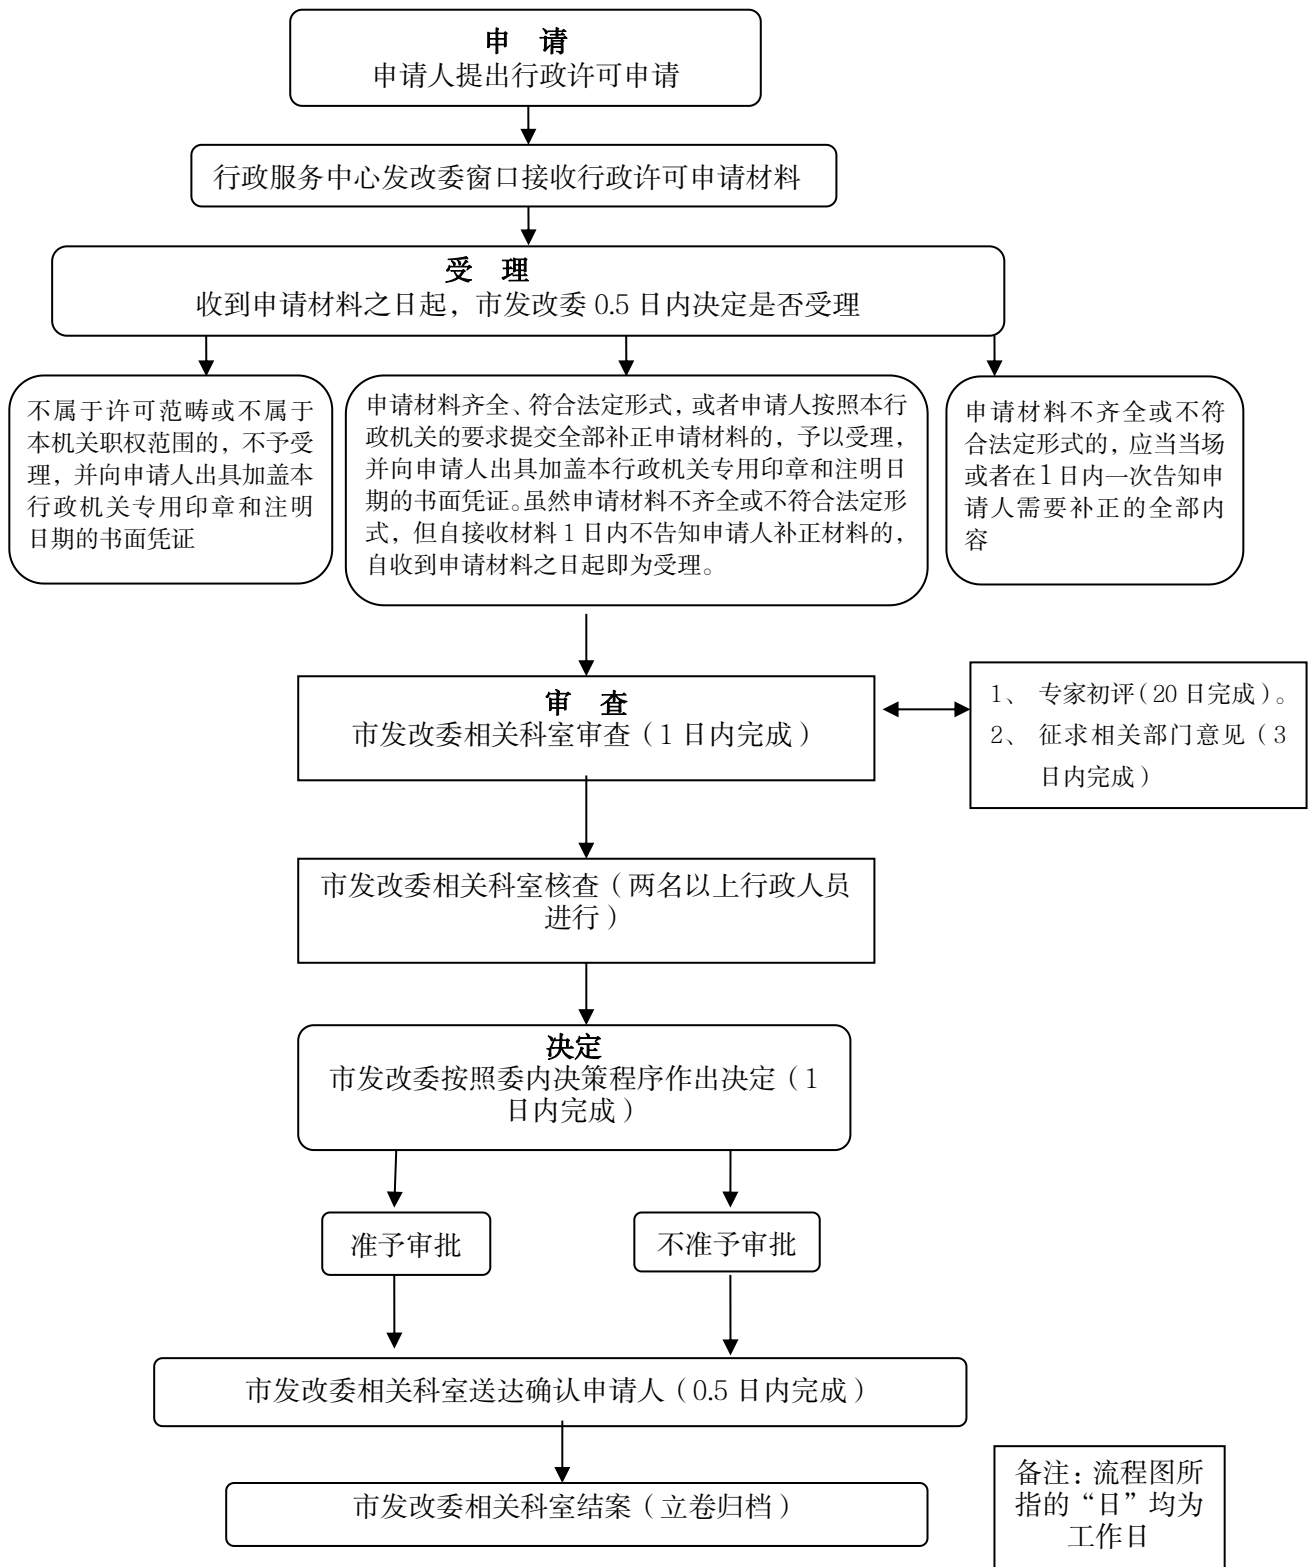 申 请
申请人提出行政许可申请
行政服务中心发改委窗口接收行政许可申请材料
受 理
收到申请材料之日起，市发改委 0.5 日内决定是否受理
不属于许可范畴或不属于
本机关职权范围的，不予受
理，并向申请人出具加盖本
行政机关专用印章和注明
日期的书面凭证
申请材料齐全、符合法定形式，或者申请人按照本行
政机关的要求提交全部补正申请材料的，予以受理，
并向申请人出具加盖本行政机关专用印章和注明日
期的书面凭证。虽然申请材料不齐全或不符合法定形
式，但自接收材料 1 日内不告知申请人补正材料的，
自收到申请材料之日起即为受理。
申请材料不齐全或不符
合法定形式的，应当当场
或者在1日内一次告知申
请人需要补正的全部内
容
审 查
市发改委相关科室审查（1 日内完成）
1、 专家初评（20 日完成）。
2、 征求相关部门意见（3
日内完成）
市发改委相关科室核查（两名以上行政人员
进行）
决定
市发改委按照委内决策程序作出决定（1
日内完成）
准予审批
不准予审批
市发改委相关科室送达确认申请人（0.5 日内完成）
市发改委相关科室结案（立卷归档）
备注：流程图所
指的“日”均为
工作日